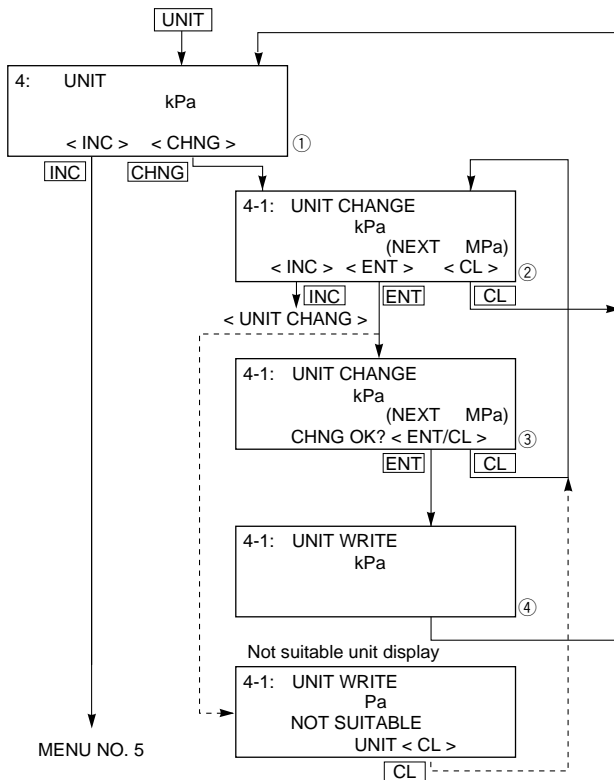 UNIT
4: UNIT
kPa
< INC > < CHNG >
①
INC CHNG
4-1: UNIT CHANGE
kPa
(NEXT MPa)
< INC > < ENT > < CL >
②
INC ENT CL
< UNIT CHANG >
4-1: UNIT CHANGE
kPa
(NEXT MPa)
CHNG OK? < ENT/CL >
③
ENT CL
4-1: UNIT WRITE
kPa
④
Not suitable unit display
4-1: UNIT WRITE
Pa
NOT SUITABLE
UNIT < CL >
MENU NO. 5
CL